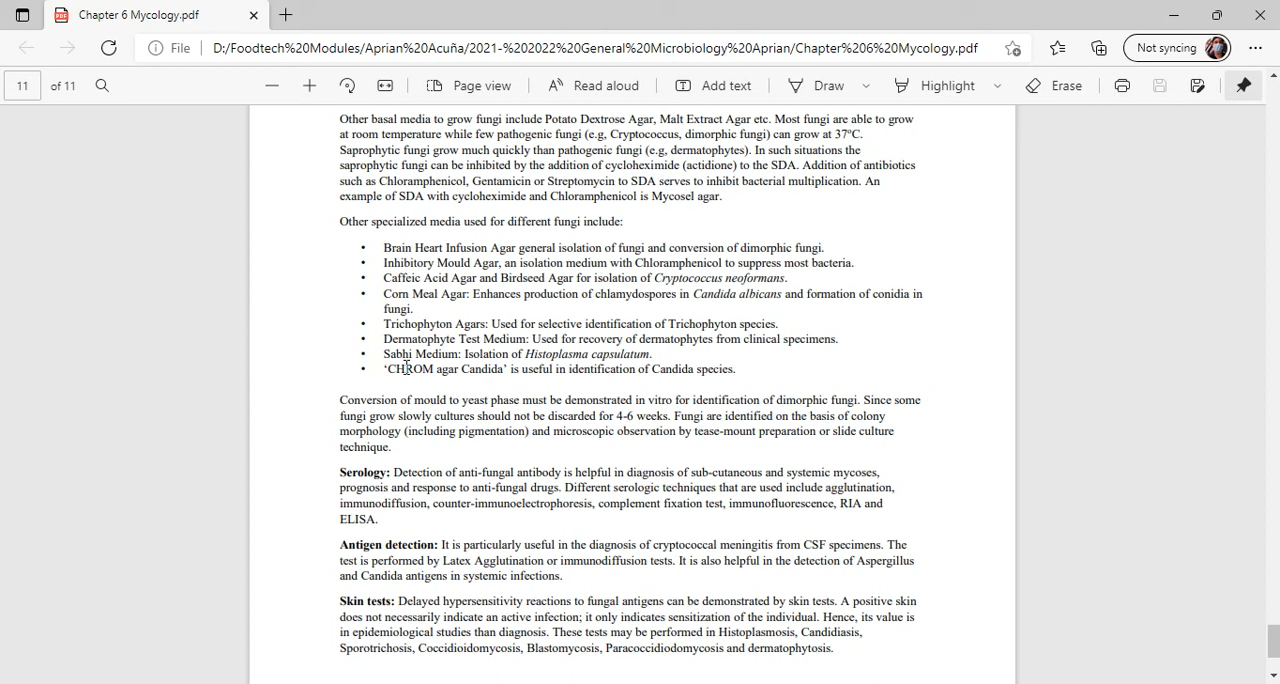 Chapter 6 Mycology.pdf
File D:/Foodtech%20Modules/Aprian%20Acuña/2021-%202022%20General%20Microbiology%20Aprian/Chapter%206%20Mycology.pdf Not syncing
11 of 11 Page view Read aloud Add text Draw Highlight Erase
Other basal media to grow fungi include Potato Dextrose Agar, Malt Extract Agar etc. Most fungi are able to grow
at room temperature while few pathogenic fungi (e.g, Cryptococcus, dimorphic fungi) can grow at 37ºC.
Saprophytic fungi grow much quickly than pathogenic fungi (e.g, dermatophytes). In such situations the
saprophytic fungi can be inhibited by the addition of cycloheximide (actidione) to the SDA. Addition of antibiotics
such as Chloramphenicol, Gentamicin or Streptomycin to SDA serves to inhibit bacterial multiplication. An
example of SDA with cycloheximide and Chloramphenicol is Mycosel agar.
Other specialized media used for different fungi include:
• Brain Heart Infusion Agar general isolation of fungi and conversion of dimorphic fungi.
• Inhibitory Mould Agar, an isolation medium with Chloramphenicol to suppress most bacteria.
• Caffeic Acid Agar and Birdseed Agar for isolation of Cryptococcus neoformans.
• Corn Meal Agar: Enhances production of chlamydospores in Candida albicans and formation of conidia in
fungi.
• Trichophyton Agars: Used for selective identification of Trichophyton species.
• Dermatophyte Test Medium: Used for recovery of dermatophytes from clinical specimens.
• Sabhi Medium: Isolation of Histoplasma capsulatum.
• ‘CHROM agar Candida’ is useful in identification of Candida species.
Conversion of mould to yeast phase must be demonstrated in vitro for identification of dimorphic fungi. Since some
fungi grow slowly cultures should not be discarded for 4-6 weeks. Fungi are identified on the basis of colony
morphology (including pigmentation) and microscopic observation by tease-mount preparation or slide culture
technique.
Serology: Detection of anti-fungal antibody is helpful in diagnosis of sub-cutaneous and systemic mycoses,
prognosis and response to anti-fungal drugs. Different serologic techniques that are used include agglutination,
immunodiffusion, counter-immunoelectrophoresis, complement fixation test, immunofluorescence, RIA and
ELISA.
Antigen detection: It is particularly useful in the diagnosis of cryptococcal meningitis from CSF specimens. The
test is performed by Latex Agglutination or immunodiffusion tests. It is also helpful in the detection of Aspergillus
and Candida antigens in systemic infections.
Skin tests: Delayed hypersensitivity reactions to fungal antigens can be demonstrated by skin tests. A positive skin
does not necessarily indicate an active infection; it only indicates sensitization of the individual. Hence, its value is
in epidemiological studies than diagnosis. These tests may be performed in Histoplasmosis, Candidiasis,
Sporotrichosis, Coccidioidomycosis, Blastomycosis, Paracoccidiodomycosis and dermatophytosis.